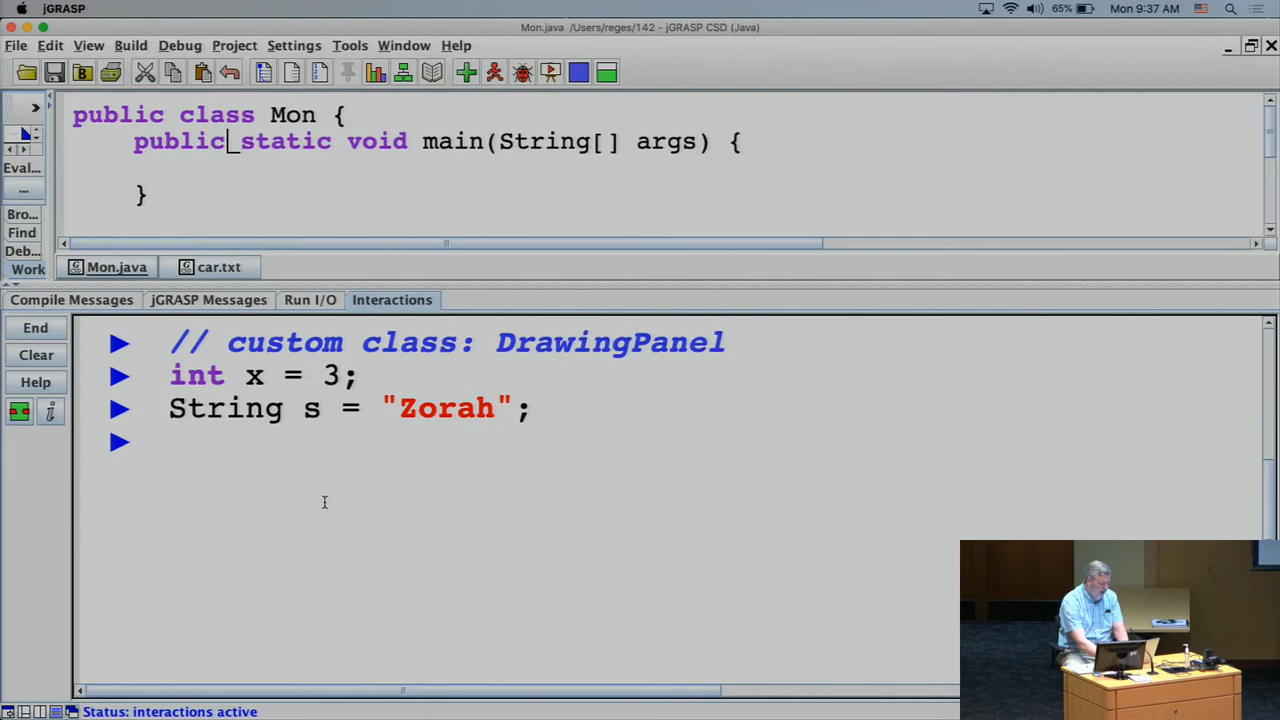 jGRASP
65% Mon 9:37 AM
Mon.java /Users/reges/142 - jGRASP CSD (Java)
File Edit View Build Debug Project Settings Tools Window Help
public class Mon {
public static void main(String[] args) {
}
Eval...
...
Bro...
Find
Deb...
Work
Mon.java car.txt
Compile Messages jGRASP Messages Run I/O Interactions
End
Clear
Help
// custom class: DrawingPanel
int x = 3;
String s = "Zorah";
Status: interactions active